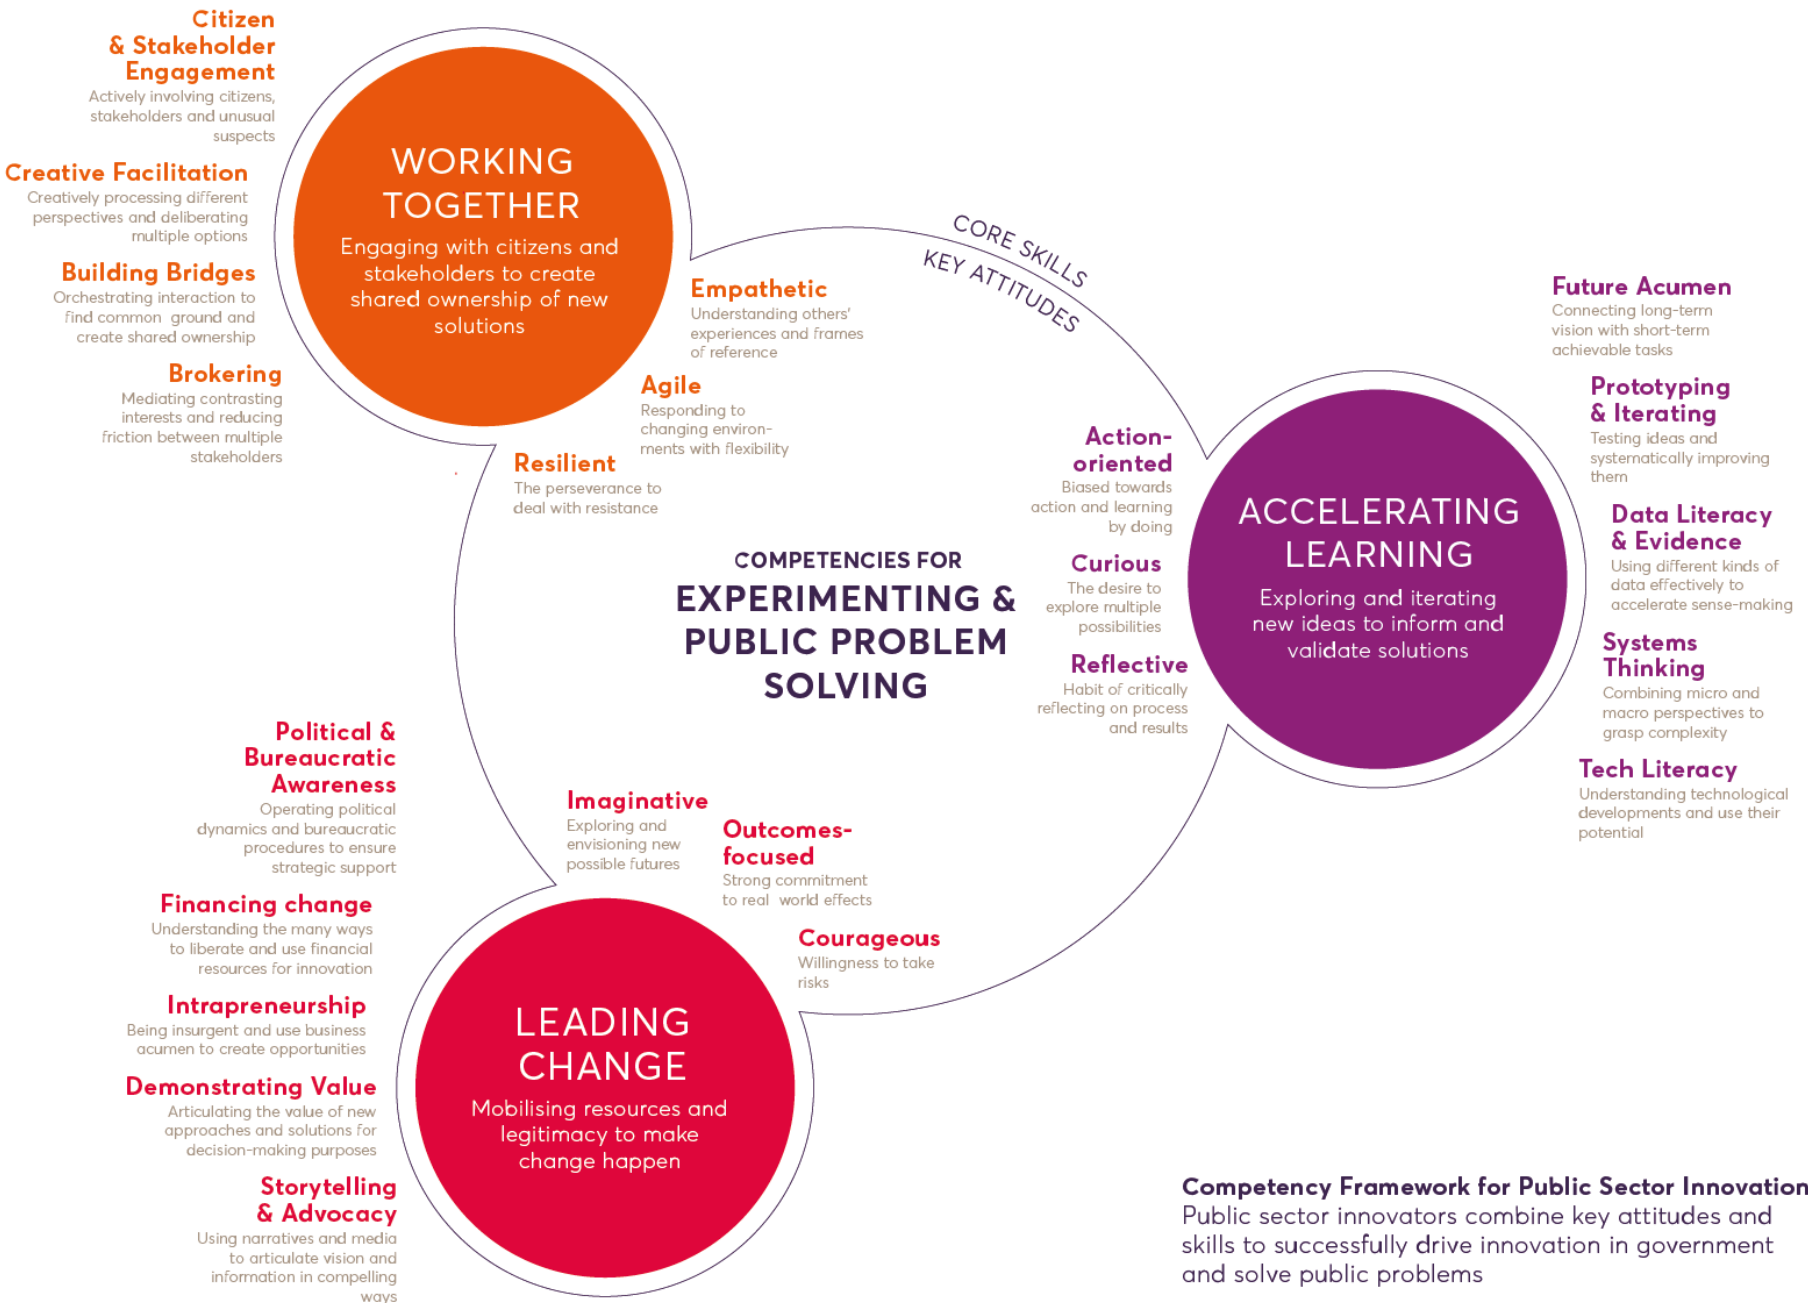 Citizen
& Stakeholder
Engagement
Actively involving citizens,
stakeholders and unusual
suspects
Creative Facilitation
Creatively processing different
perspectives and deliberating
multiple options
Building Bridges
Orchestrating interaction to
find common ground and
create shared ownership
Brokering
Mediating contrasting
interests and reducing
friction between multiple
stakeholders
WORKING
TOGETHER
Engaging with citizens and
stakeholders to create
shared ownership of new
solutions
Empathetic
Understanding others'
experiences and frames
of reference
Agile
Responding to
changing environ-
ments with flexibility
Resilient
The perseverance to
deal with resistance
CORE SKILLS
KEY ATTITUDES
COMPETENCIES FOR
EXPERIMENTING &
PUBLIC PROBLEM
SOLVING
Action-
oriented
Biased towards
action and learning
by doing
Curious
The desire to
explore multiple
possibilities
Reflective
Habit of critically
reflecting on process
and results
ACCELERATING
LEARNING
Exploring and iterating
new ideas to inform and
validate solutions
Future Acumen
Connecting long-term
vision with short-term
achievable tasks
Prototyping
& Iterating
Testing ideas and
systematically improving
them
Data Literacy
& Evidence
Using different kinds of
data effectively to
accelerate sense-making
Systems
Thinking
Combining micro and
macro perspectives to
grasp complexity
Tech Literacy
Understanding technological
developments and use their
potential
Political &
Bureaucratic
Awareness
Operating political
dynamics and bureaucratic
procedures to ensure
strategic support
Financing change
Understanding the many ways
to liberate and use financial
resources for innovation
Intrapreneurship
Being insurgent and use business
acumen to create opportunities
Demonstrating Value
Articulating the value of new
approaches and solutions for
decision-making purposes
Storytelling
& Advocacy
Using narratives and media
to articulate vision and
information in compelling
ways
Imaginative
Exploring and
envisioning new
possible futures
Outcomes-
focused
Strong commitment
to real world effects
Courageous
Willingness to take
risks
LEADING
CHANGE
Mobilising resources and
legitimacy to make
change happen
Competency Framework for Public Sector Innovation
Public sector innovators combine key attitudes and
skills to successfully drive innovation in government
and solve public problems